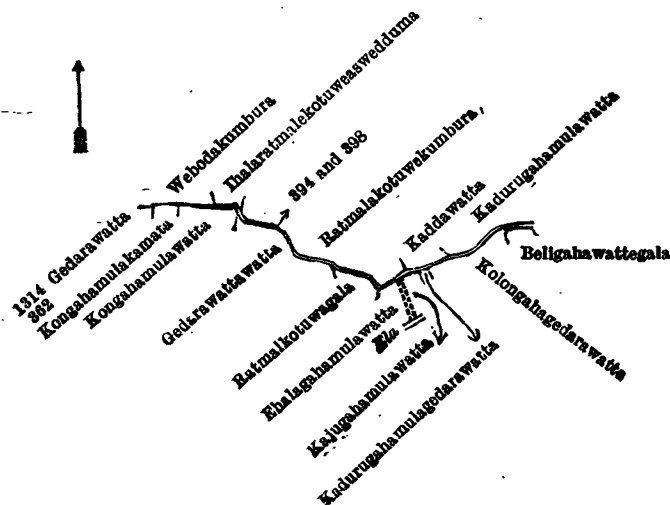 Webodakumbura
Ihalaratmalekotuweaswedduma
394 and 398
Ratmalakotuwekumbura,
Kaddawatta
Kadurugahamulawatta
1314 Gedarawatta
362
Kongahamulakamata
Kongahamulawatta
Gedarawattawatta
Ratmalkotuwagala
Ehalagahamulawatta
Ela
Kajugahamulawatta
Kadurugahamulagedarawatta
Kolongahagedarawatta
Beligahawattegala